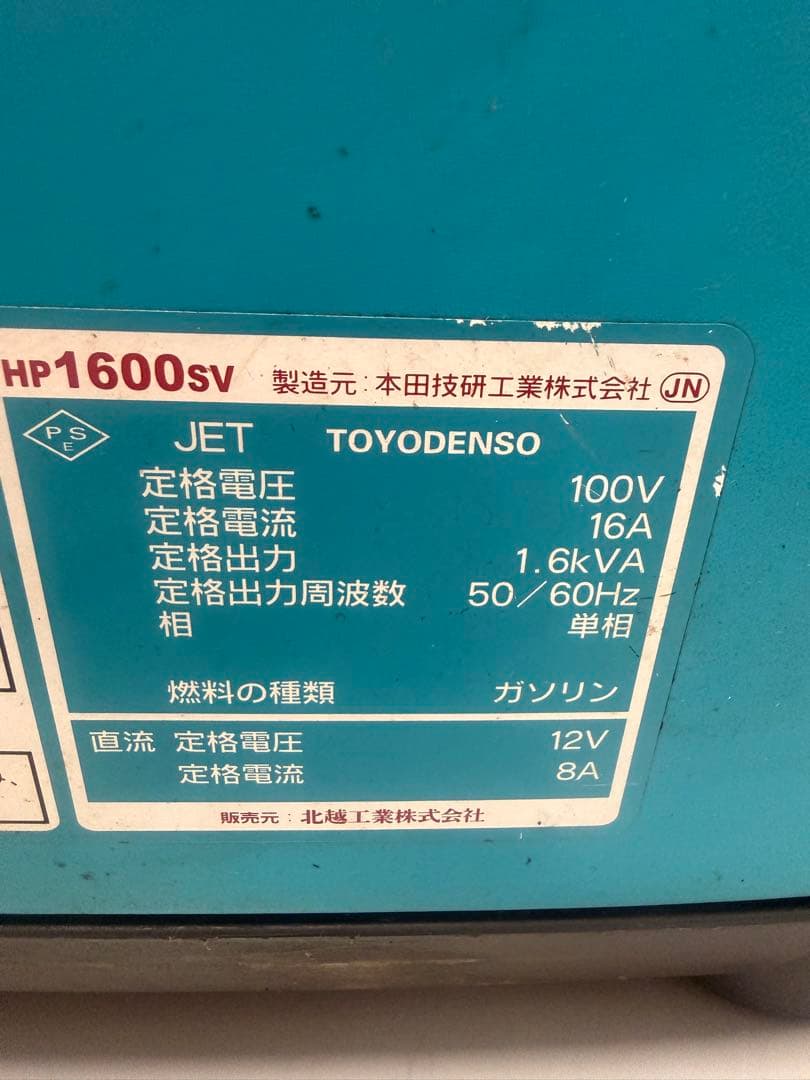 HP1600SV 製造元：本田技研工業株式会社 JN
PSE JET TOYODENSO
定格電圧 100V
定格電流 16A
定格出力 1.6kVA
定格出力周波数 50／60Hz
相 単相
燃料の種類 ガソリン
直流 定格電圧 12V
定格電流 8A
販売元：北越工業株式会社